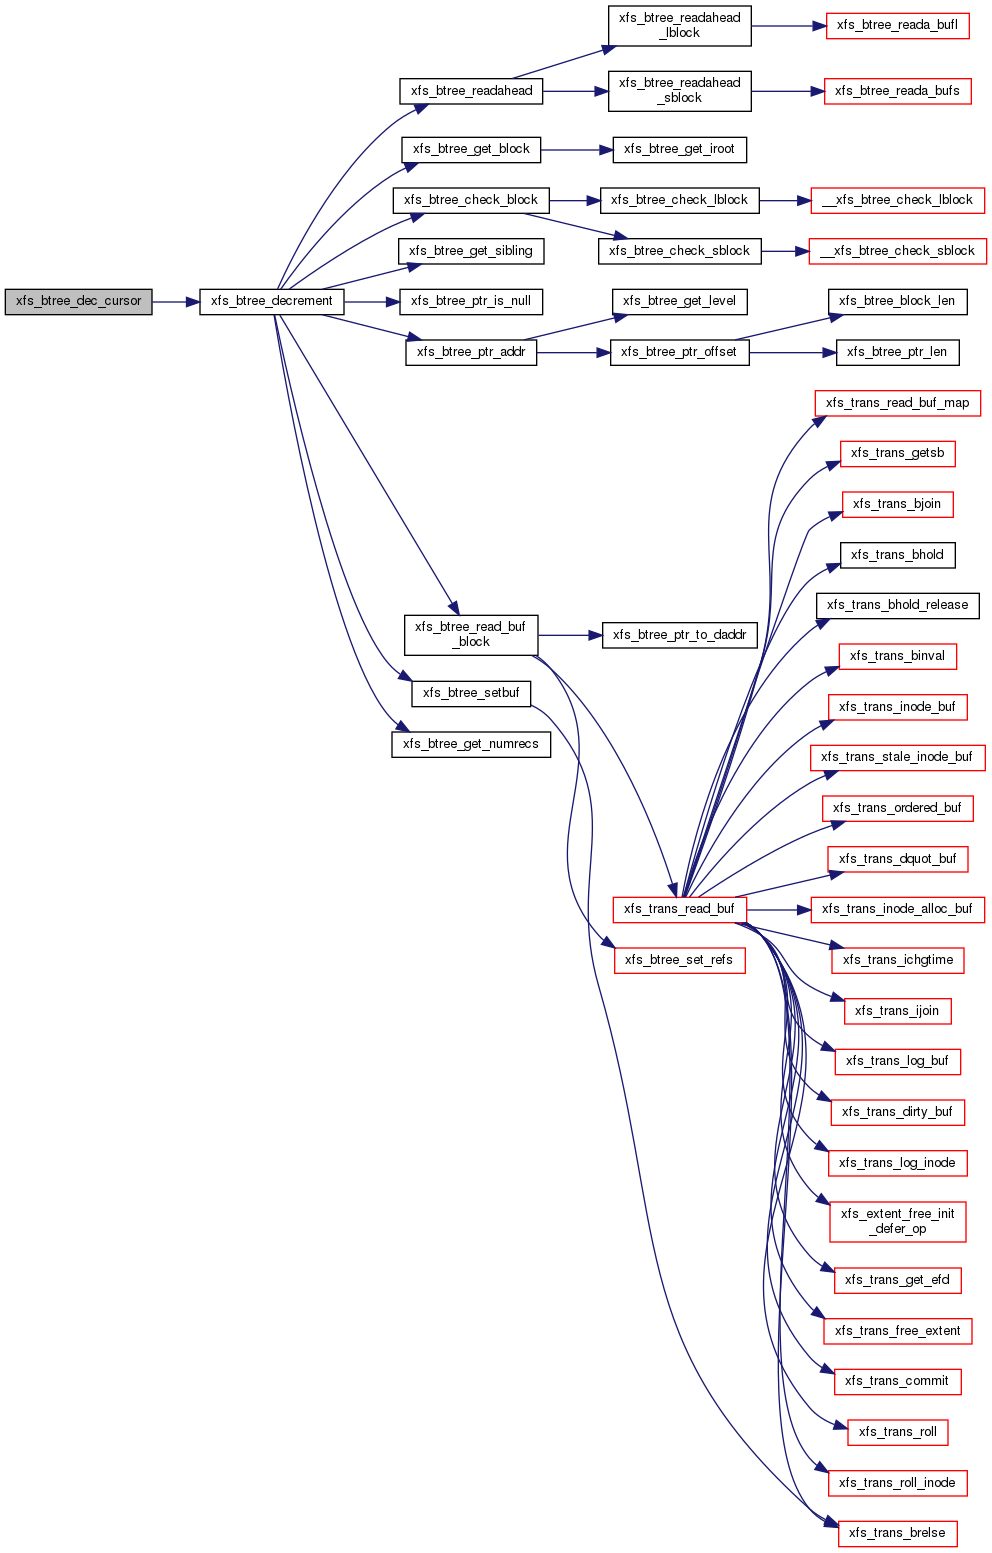 xfs_btree_readahead
_lblock
xfs_btree_reada_bufl
xfs_btree_readahead
xfs_btree_readahead
_sblock
xfs_btree_reada_bufs
xfs_btree_get_block
xfs_btree_get_iroot
xfs_btree_check_block
xfs_btree_check_lblock
__xfs_btree_check_lblock
xfs_btree_get_sibling
xfs_btree_check_sblock
__xfs_btree_check_sblock
xfs_btree_dec_cursor
xfs_btree_decrement
xfs_btree_ptr_is_null
xfs_btree_get_level
xfs_btree_block_len
xfs_btree_ptr_addr
xfs_btree_ptr_offset
xfs_btree_ptr_len
xfs_trans_read_buf_map
xfs_trans_getsb
xfs_trans_bjoin
xfs_trans_bhold
xfs_trans_bhold_release
xfs_btree_read_buf
_block
xfs_btree_ptr_to_daddr
xfs_trans_binval
xfs_btree_setbuf
xfs_trans_inode_buf
xfs_btree_get_numrecs
xfs_trans_stale_inode_buf
xfs_trans_ordered_buf
xfs_trans_dquot_buf
xfs_trans_read_buf
xfs_trans_inode_alloc_buf
xfs_btree_set_refs
xfs_trans_ichgtime
xfs_trans_ijoin
xfs_trans_log_buf
xfs_trans_dirty_buf
xfs_trans_log_inode
xfs_extent_free_init
_defer_op
xfs_trans_get_efd
xfs_trans_free_extent
xfs_trans_commit
xfs_trans_roll
xfs_trans_roll_inode
xfs_trans_brelse